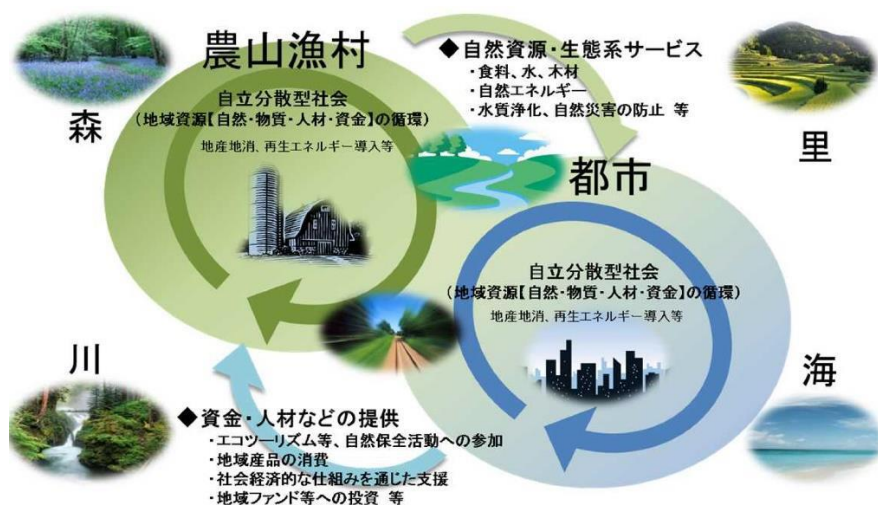 農山漁村
自立分散型社会
(地域資源【自然・物質・人材・資金】の循環)
地産地消、再生エネルギー導入等
◆自然資源・生態系サービス
・食料、水、木材
・自然エネルギー
・水質浄化、自然災害の防止 等
森
里
都市
自立分散型社会
(地域資源【自然・物質・人材・資金】の循環)
地産地消、再生エネルギー導入等
川
海
◆資金・人材などの提供
・エコツーリズム等、自然保全活動への参加
・地域産品の消費
・社会経済的な仕組みを通じた支援
・地域ファンド等への投資 等